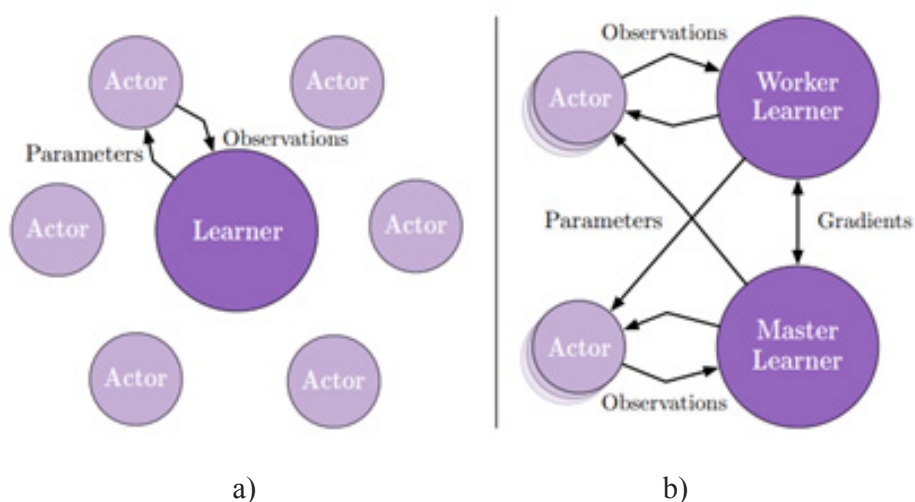 Actor
Actor
Observations
Parameters
Actor
Learner
Actor
Actor
Actor
a)
Observations
Actor
Worker
Learner
Parameters
Gradients
Actor
Master
Learner
Observations
b)